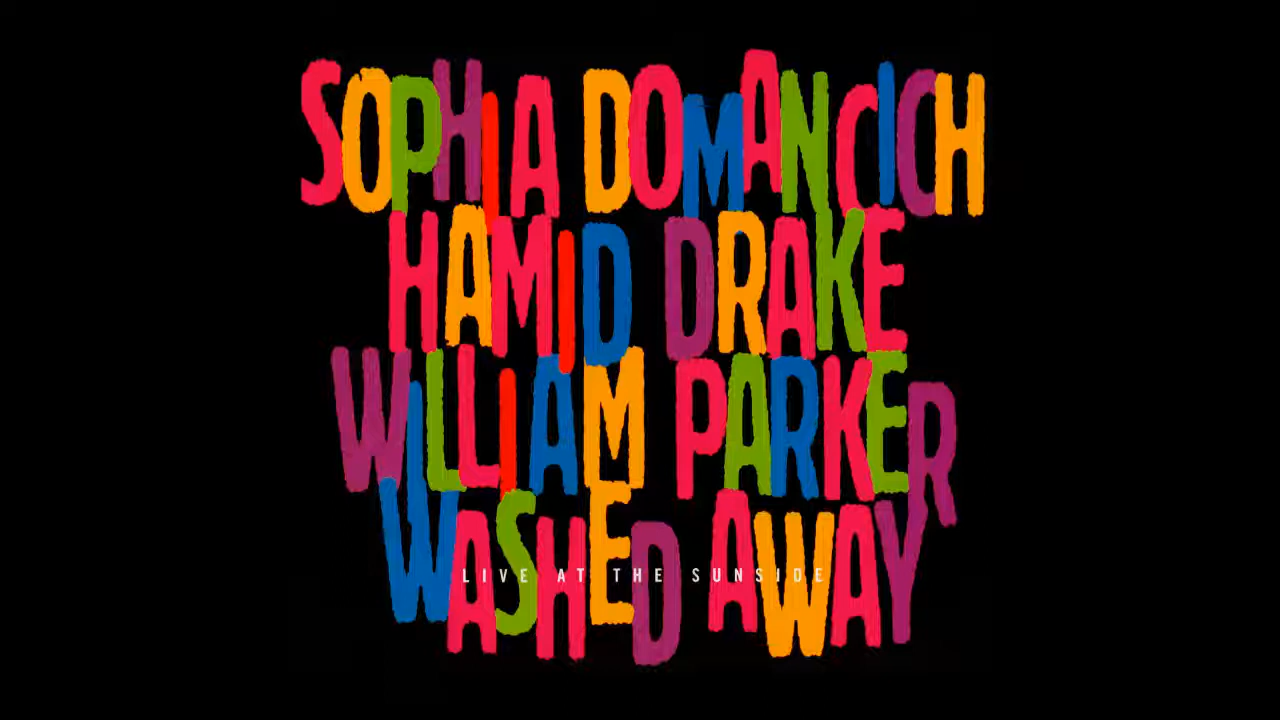 SOPHIA DOMANCICH
HAMID DRAKE
WILLIAM PARKER
WASHED AWAY
LIVE AT THE SUNSIDE